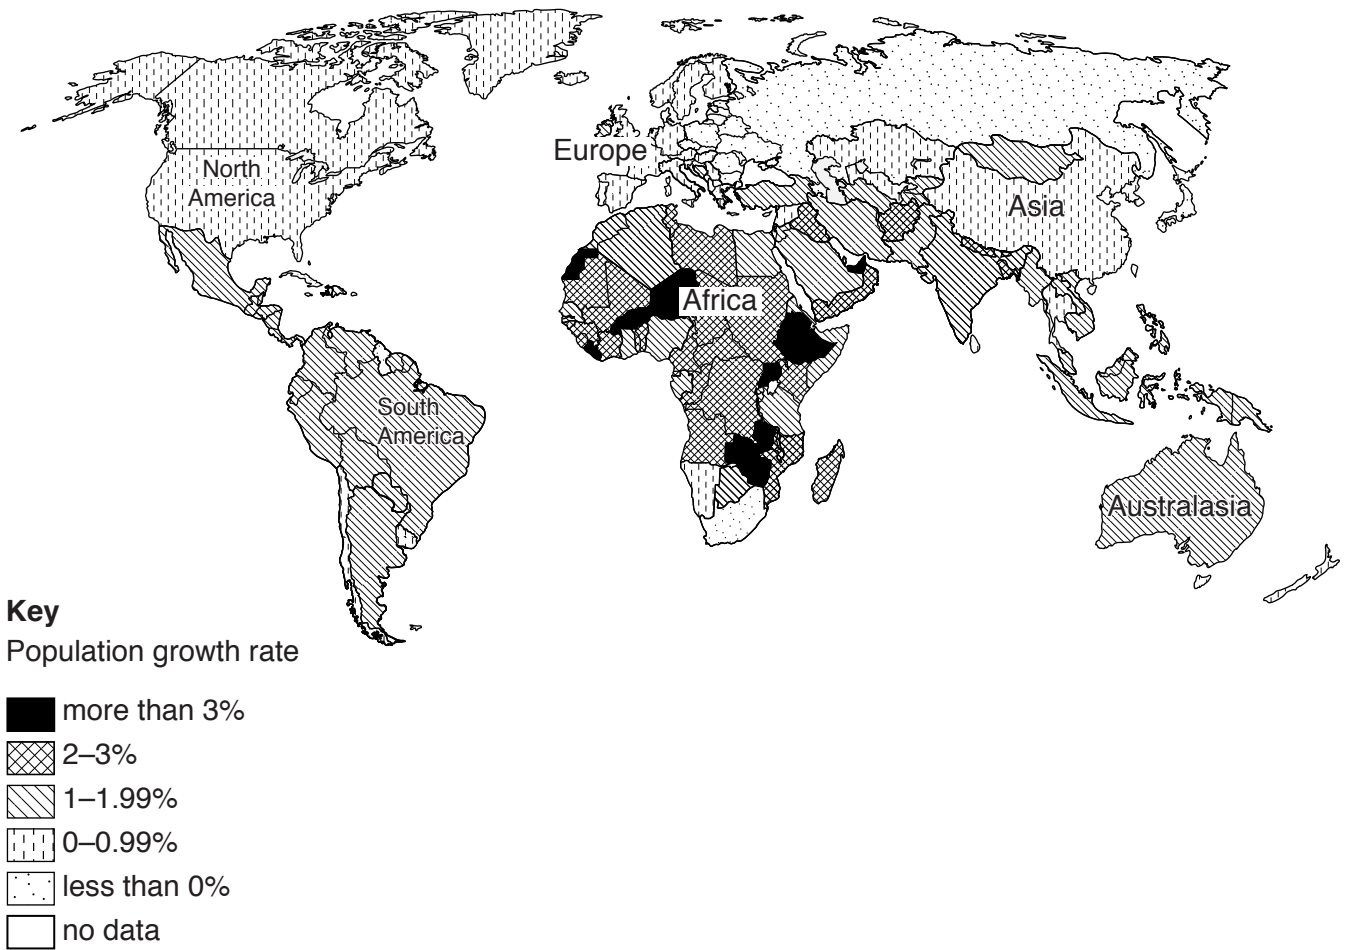 Europe
North
America
Asia
Africa
South
America
Australasia
Key
Population growth rate
more than 3%
2–3%
1–1.99%
0–0.99%
less than 0%
no data